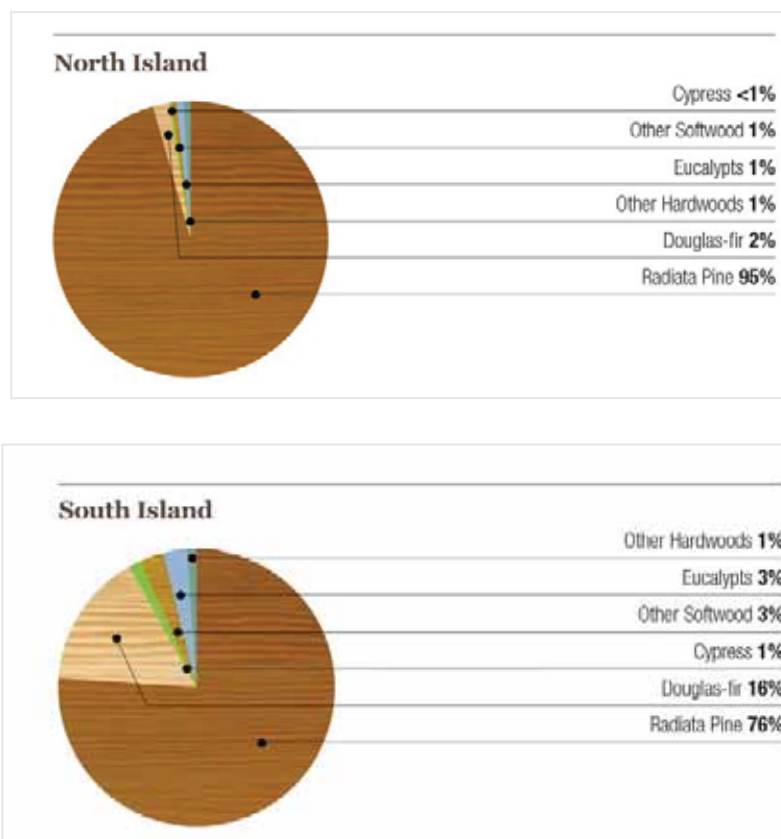 North Island
Cypress <1%
Other Softwood 1%
Eucalypts 1%
Other Hardwoods 1%
Douglas-fir 2%
Radiata Pine 95%
South Island
Other Hardwoods 1%
Eucalypts 3%
Other Softwood 3%
Cypress 1%
Douglas-fir 16%
Radiata Pine 76%